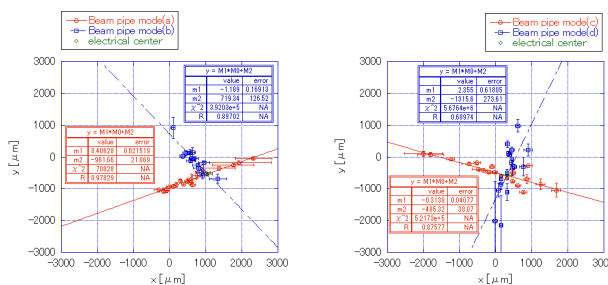 Beam pipe mode(a)
Beam pipe mode(b)
electrical center
3000
2000
1000
0
-1000
-2000
-3000
y [μm]
-3000 -2000 -1000 0 1000 2000 3000
x [μm]
y = M1*M0+M2
value error
m1 -1.189 0.16913
m2 719.34 126.52
χ^2 3.9203e+5 NA
R 0.89702 NA
y = M1*M0+M2
value error
m1 0.40628 0.021519
m2 -961.66 21.069
χ^2 70828 NA
R 0.97829 NA
Beam pipe mode(c)
Beam pipe mode(d)
electrical center
3000
2000
1000
0
-1000
-2000
-3000
y [μm]
-3000 -2000 -1000 0 1000 2000 3000
x [μm]
y = M1*M0+M2
value error
m1 2.355 0.61805
m2 -1315.6 273.61
χ^2 5.6764e+5 NA
R 0.68974 NA
y = M1*M0+M2
value error
m1 -0.3138 0.04077
m2 -485.32 38.07
χ^2 5.2173e+5 NA
R 0.87577 NA